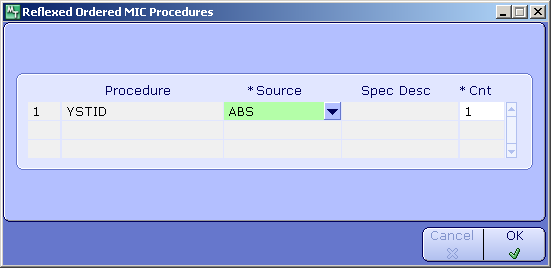 Reflexed Ordered MIC Procedures
Procedure *Source Spec Desc *Cnt
1 YSTID ABS 1
Cancel OK